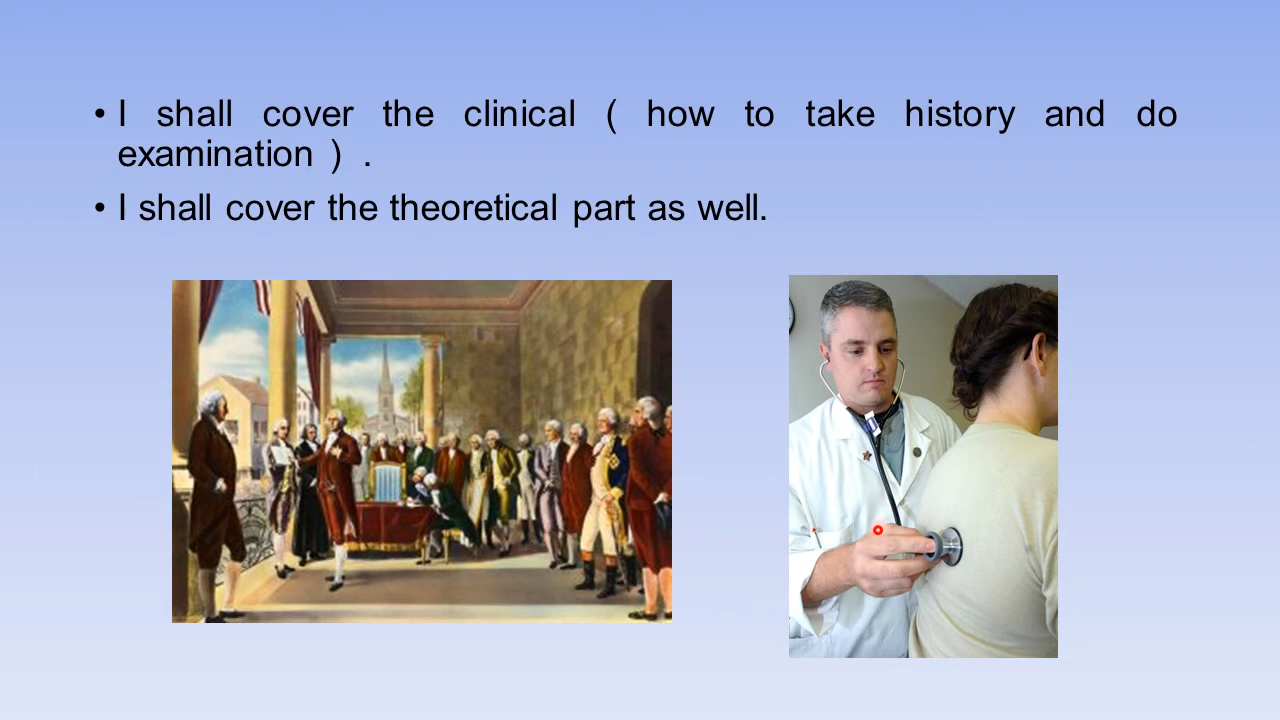 • I shall cover the clinical ( how to take history and do
examination ) .
• I shall cover the theoretical part as well.